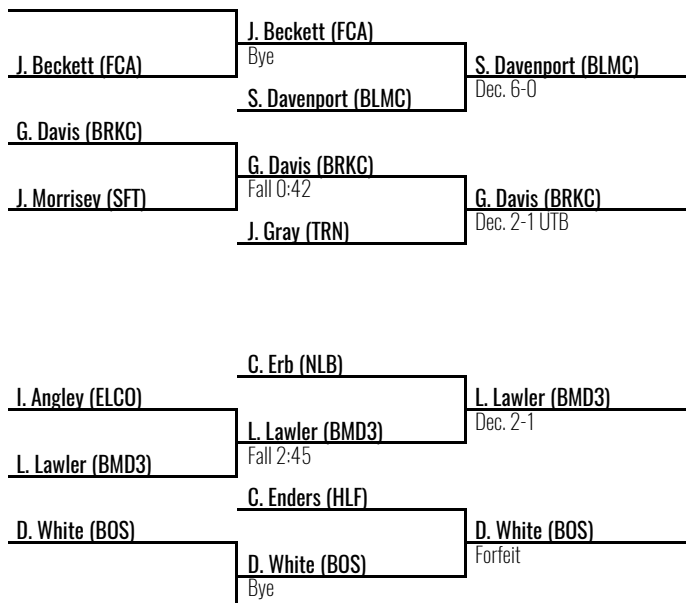 J. Beckett (FCA)
J. Beckett (FCA)
Bye
S. Davenport (BLMC)
S. Davenport (BLMC)
Dec. 6-0
G. Davis (BRKC)
J. Morrisey (SFT)
G. Davis (BRKC)
Fall 0:42
J. Gray (TRN)
G. Davis (BRKC)
Dec. 2-1 UTB
C. Erb (NLB)
I. Angley (ELCO)
L. Lawler (BMD3)
L. Lawler (BMD3)
Fall 2:45
L. Lawler (BMD3)
Dec. 2-1
C. Enders (HLF)
D. White (BOS)
D. White (BOS)
Bye
D. White (BOS)
Forfeit